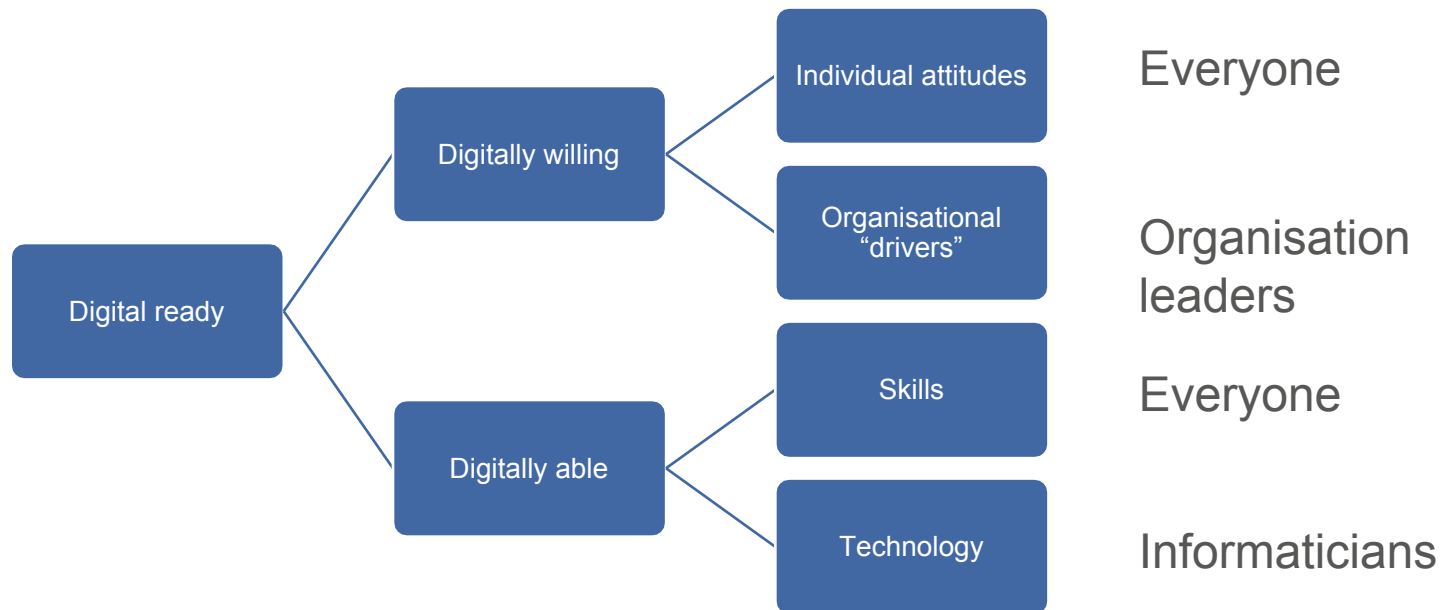 Individual attitudes
Everyone
Digitally willing
Organisational
“drivers”
Organisation
leaders
Digital ready
Skills
Everyone
Digitally able
Technology
Informaticians